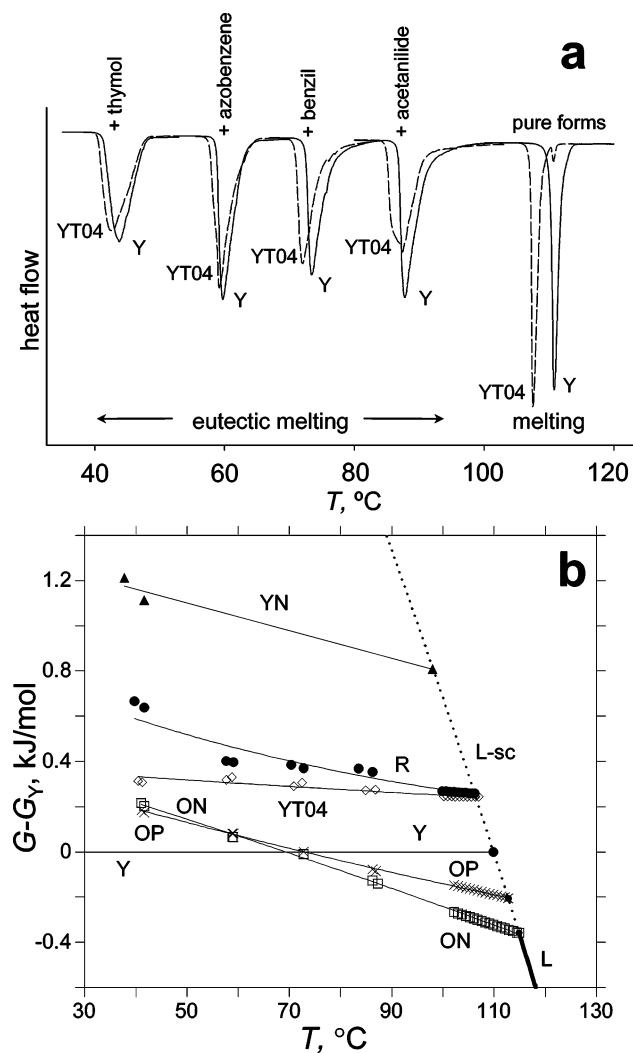 a
+ thymol
+ azobenzene
+ benzil
+ acetanilide
pure forms
YT04
Y
YT04
Y
YT04
Y
YT04
Y
YT04
Y
heat flow
eutectic melting
melting
40 60 80 100 120
T, ºC
b
1.2
0.8
0.4
0
-0.4
G-G_Y, kJ/mol
YN
L-sc
R
YT04
ON
OP
Y
Y
OP
ON
L
30 50 70 90 110 130
T, °C